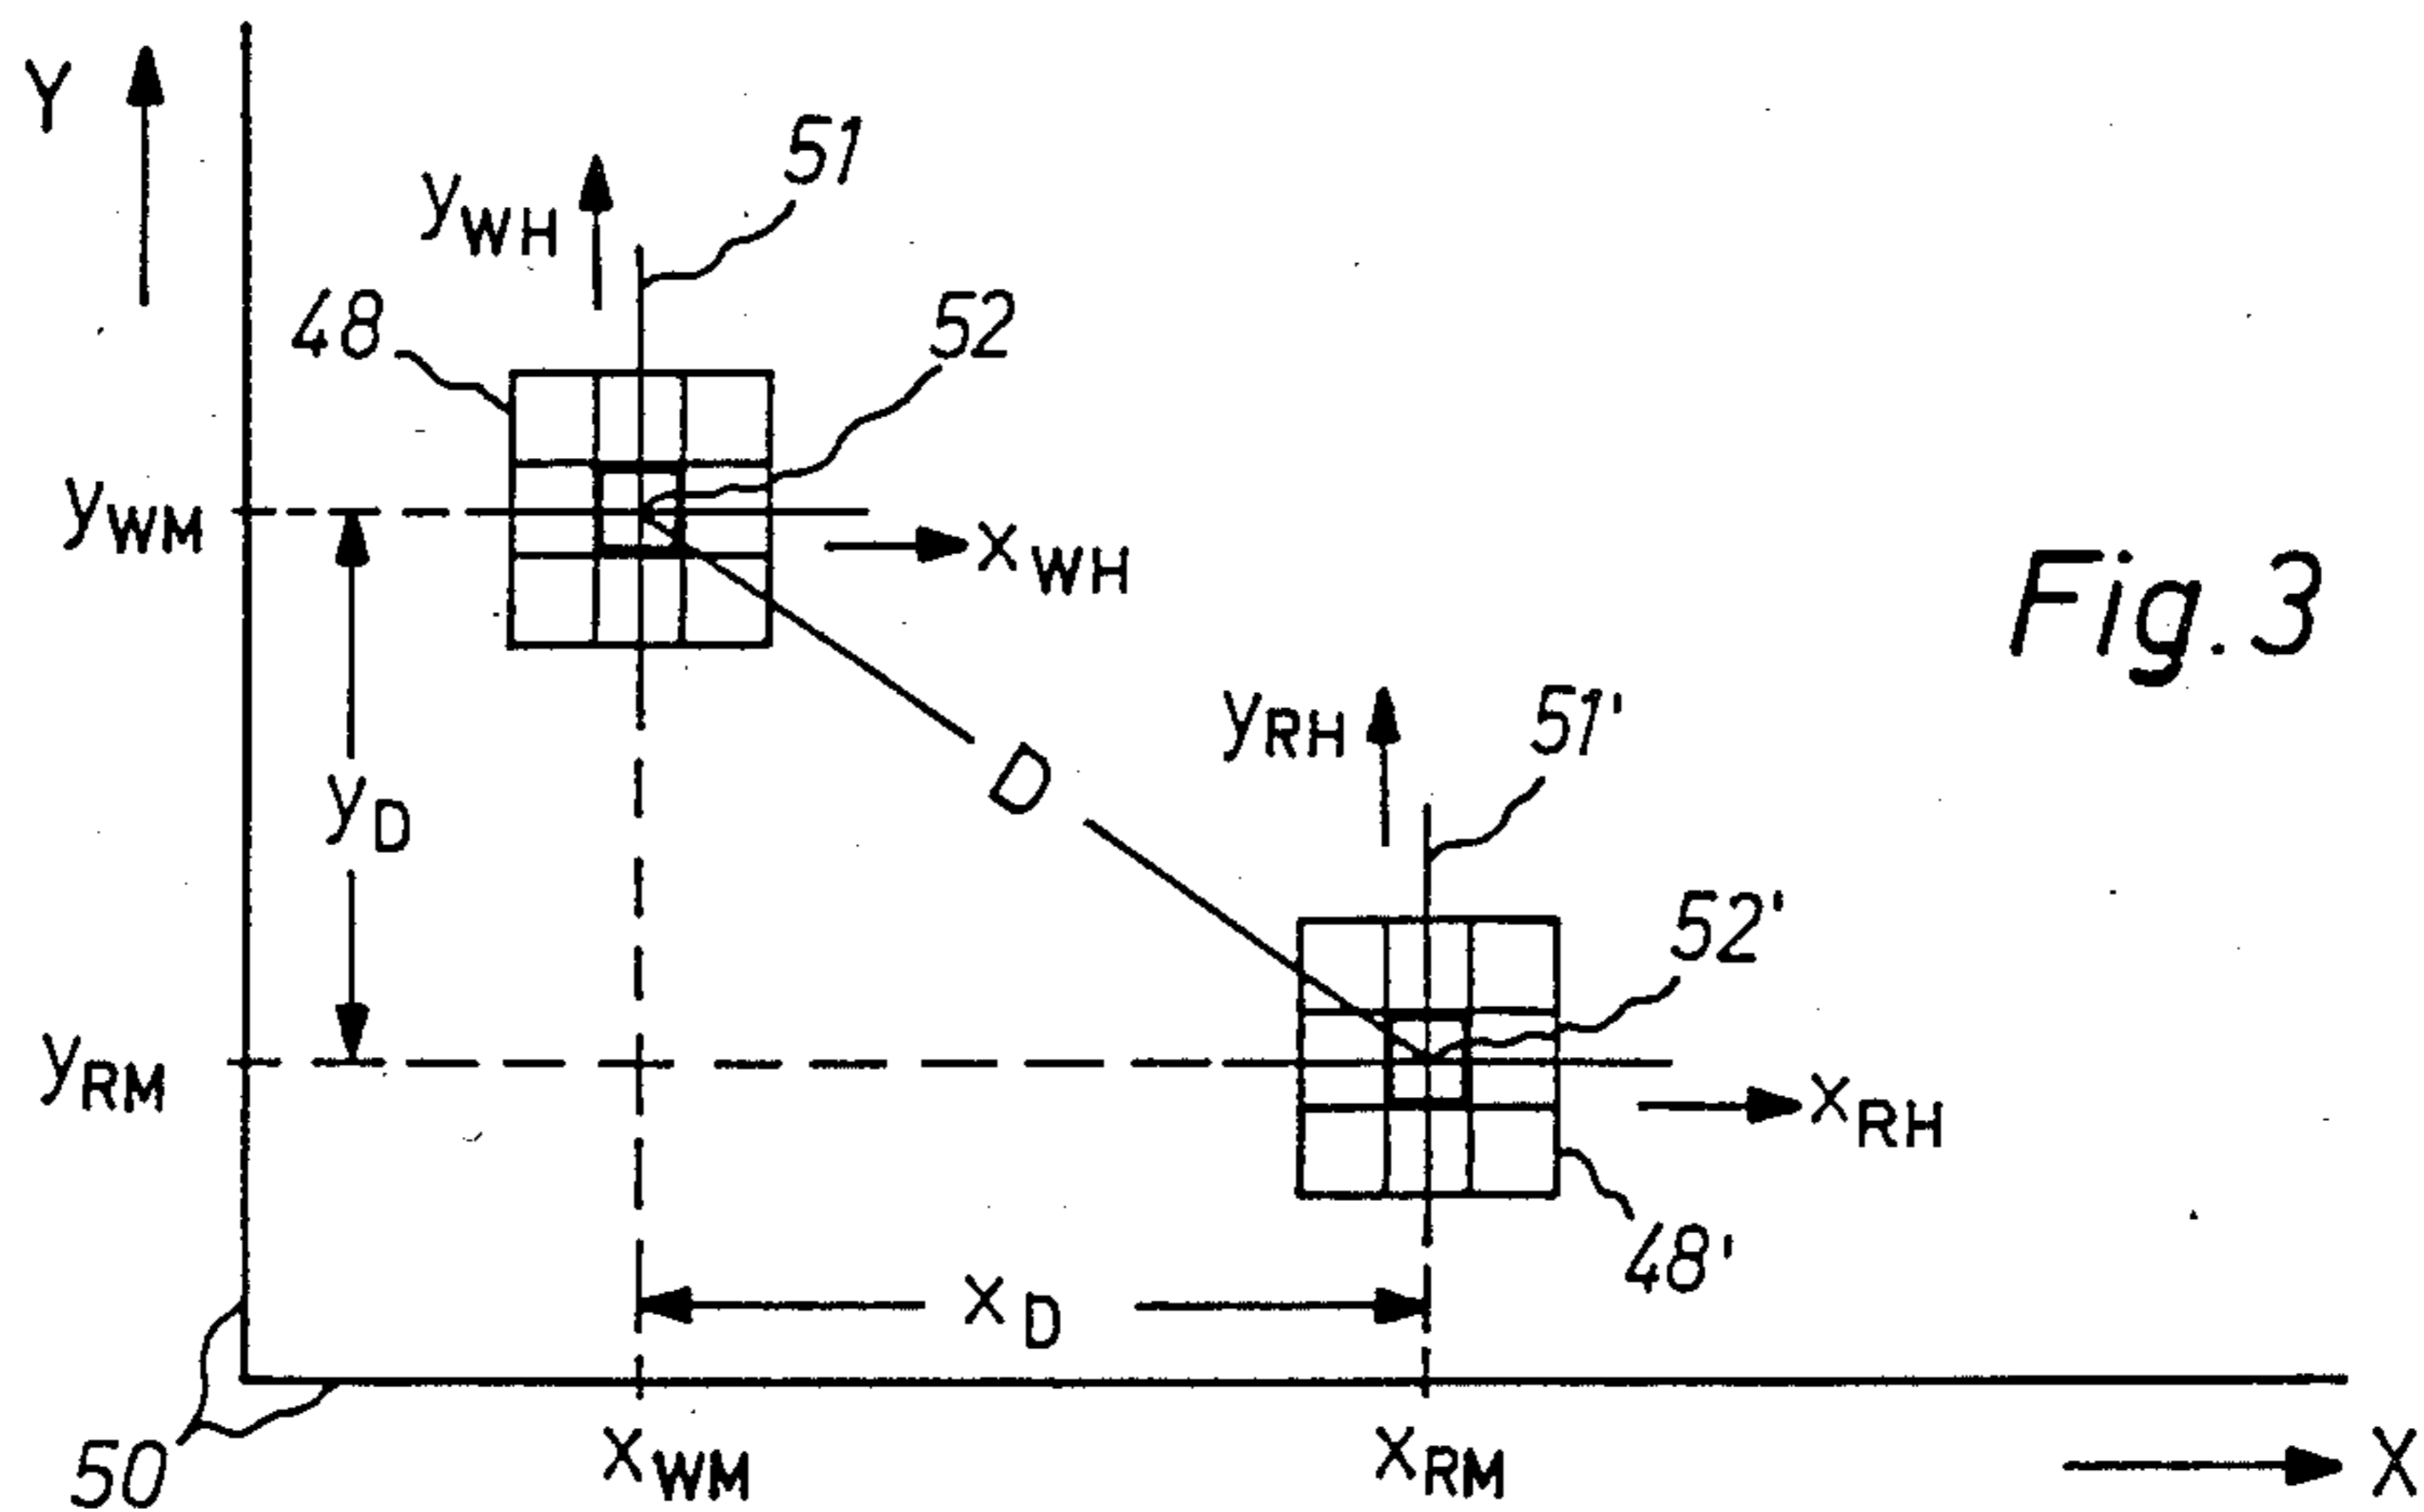 Y
51
yWH
52
48
yWM
xWH
Fig. 3
yRH
51'
D
yD
52'
yRM
xRH
48'
xD
50
xWM
xRM
X